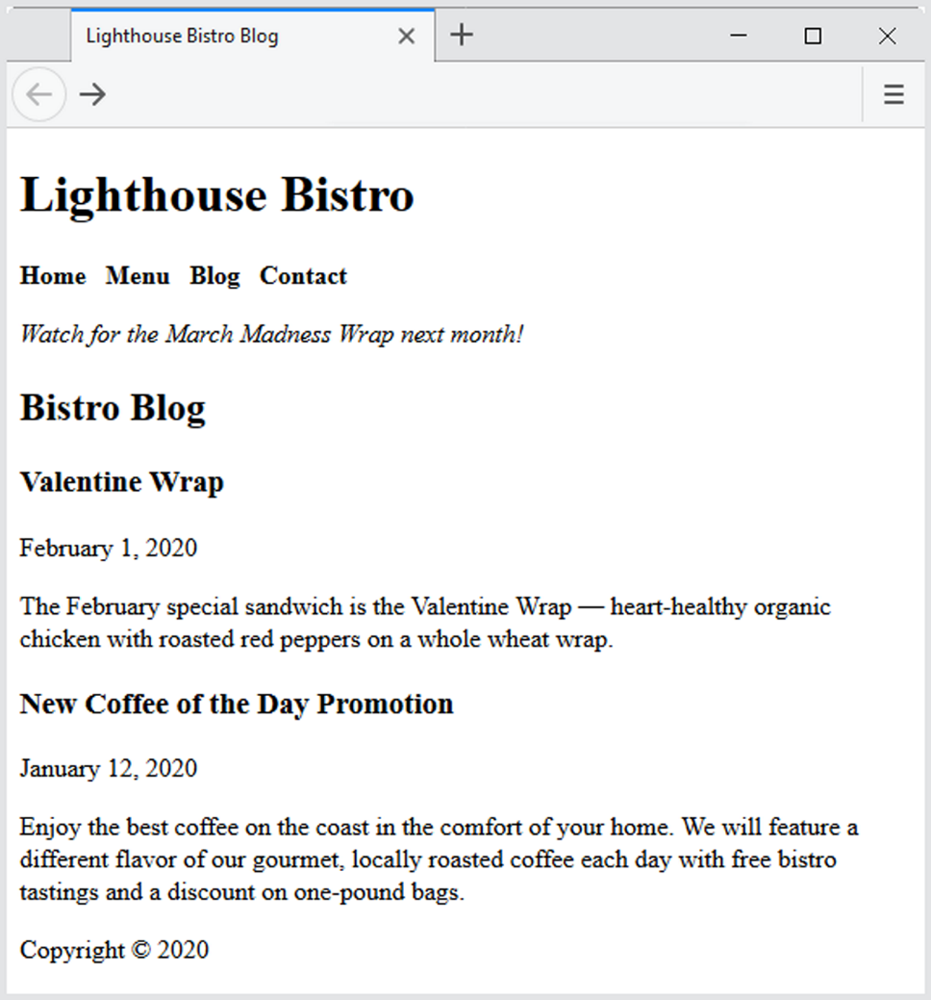 Lighthouse Bistro Blog
Lighthouse Bistro
Home Menu Blog Contact
Watch for the March Madness Wrap next month!
Bistro Blog
Valentine Wrap
February 1, 2020
The February special sandwich is the Valentine Wrap — heart-healthy organic
chicken with roasted red peppers on a whole wheat wrap.
New Coffee of the Day Promotion
January 12, 2020
Enjoy the best coffee on the coast in the comfort of your home. We will feature a
different flavor of our gourmet, locally roasted coffee each day with free bistro
tastings and a discount on one-pound bags.
Copyright © 2020